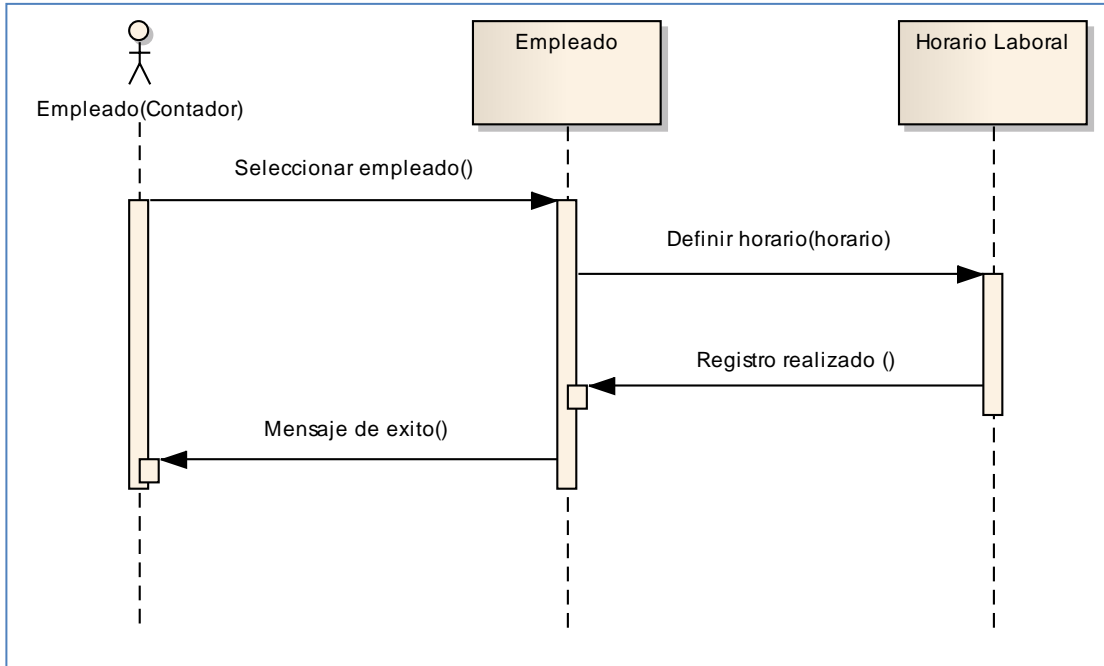 Empleado
Horario Laboral
Empleado(Contador)
Seleccionar empleado()
Definir horario(horario)
Registro realizado ()
Mensaje de exito()